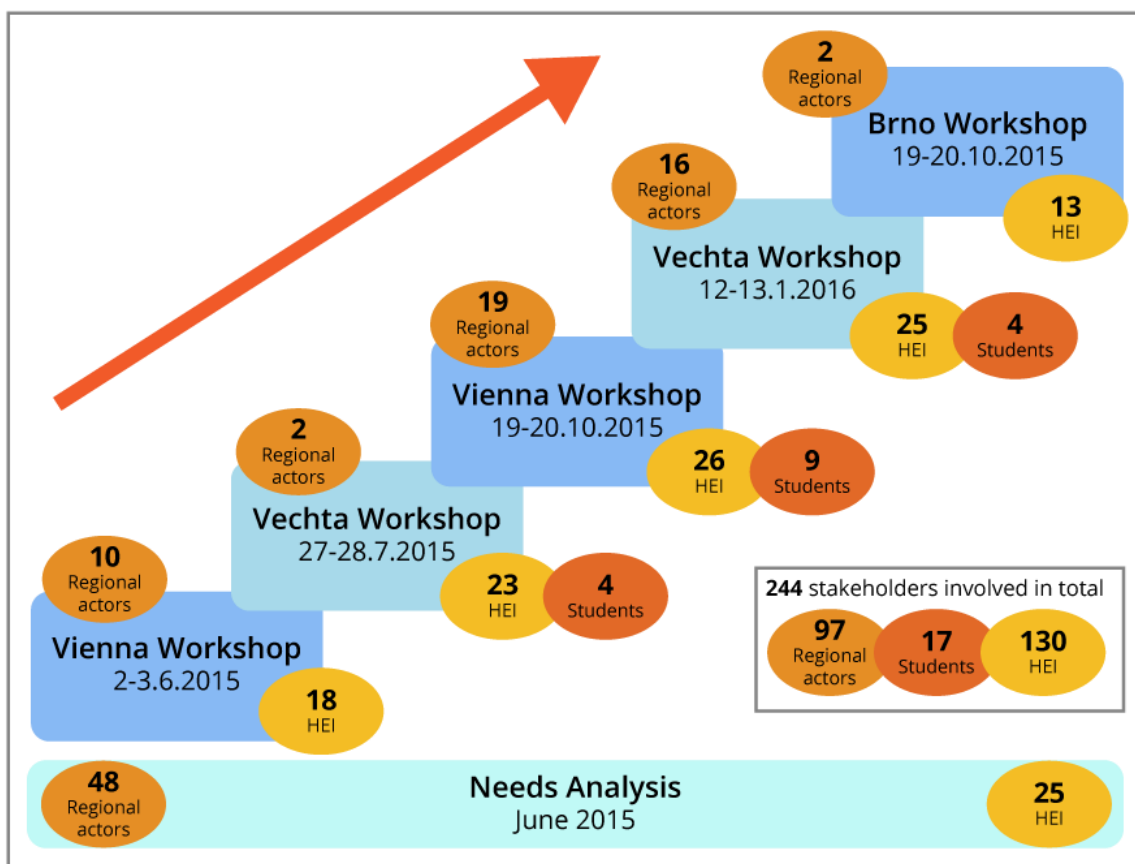 2
Regional
actors
Brno Workshop
19-20.10.2015
13
HEI
16
Regional
actors
Vechta Workshop
12-13.1.2016
25
HEI
4
Students
19
Regional
actors
Vienna Workshop
19-20.10.2015
26
HEI
9
Students
2
Regional
actors
Vechta Workshop
27-28.7.2015
23
HEI
4
Students
10
Regional
actors
Vienna Workshop
2-3.6.2015
18
HEI
244 stakeholders involved in total
97
Regional
actors
17
Students
130
HEI
48
Regional
actors
Needs Analysis
June 2015
25
HEI